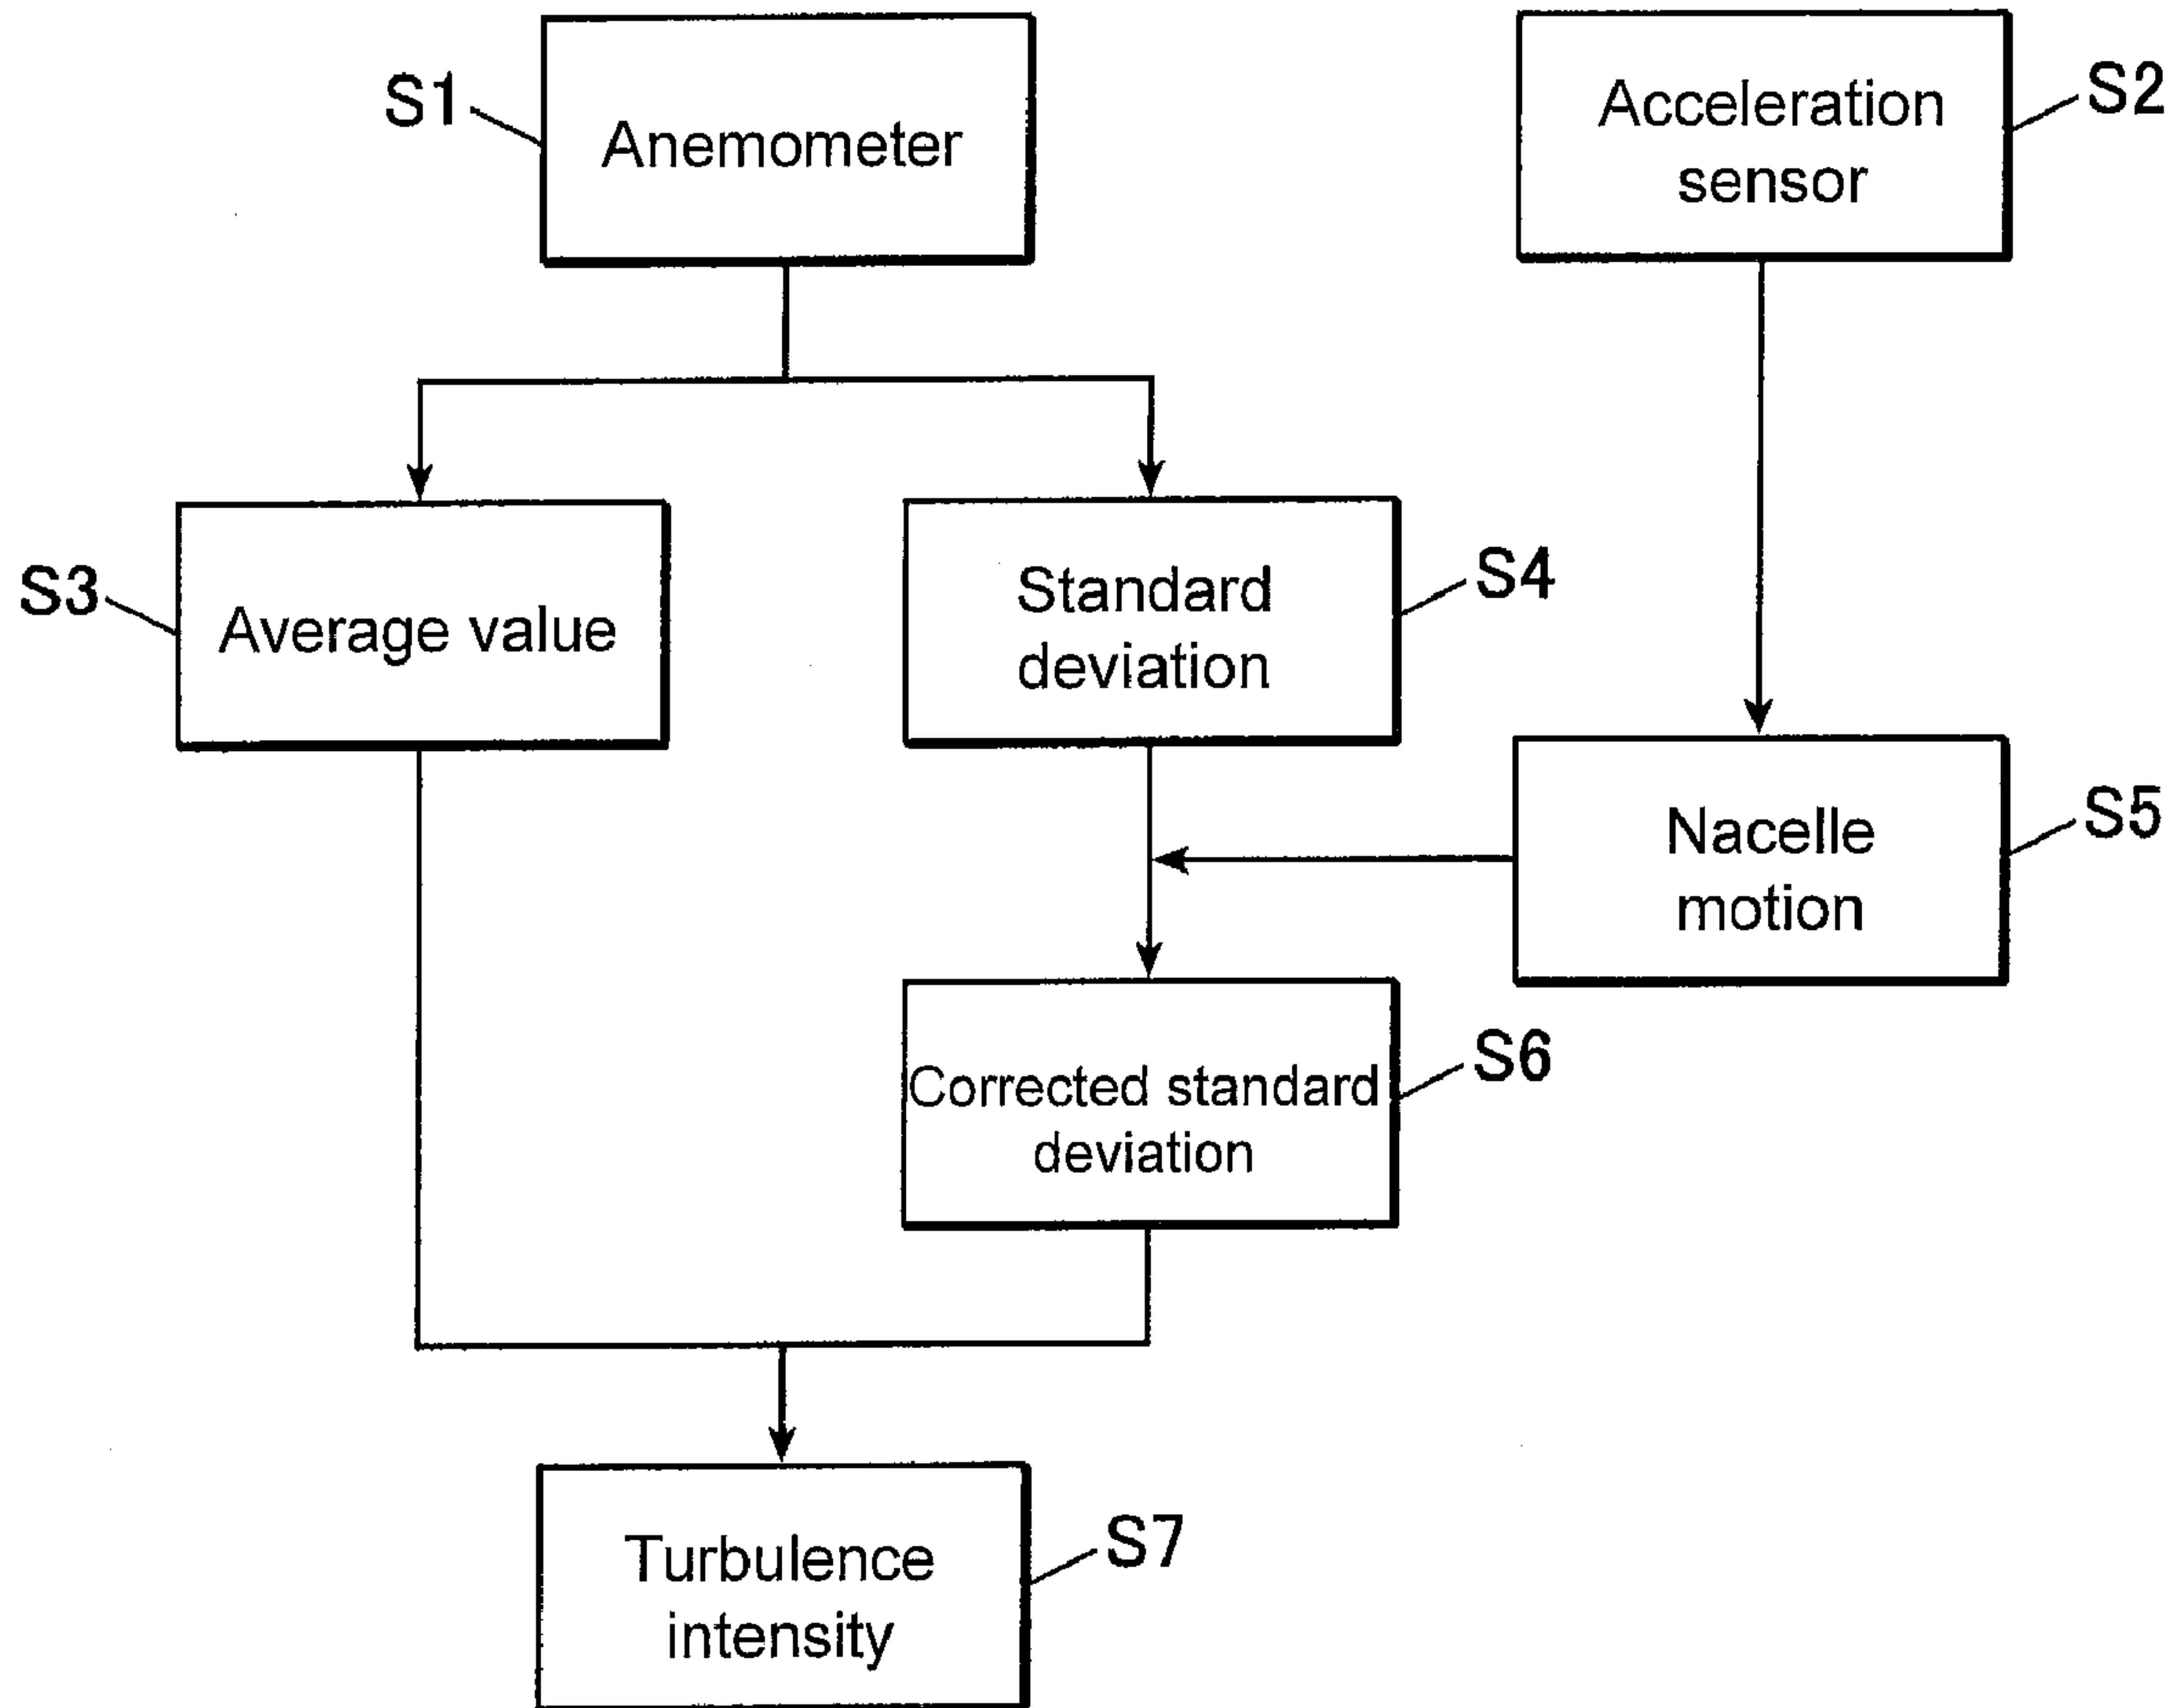 S1
Anemometer
Acceleration
sensor
S2
S3
Average value
Standard
deviation
S4
Nacelle
motion
S5
Corrected standard
deviation
S6
Turbulence
intensity
S7